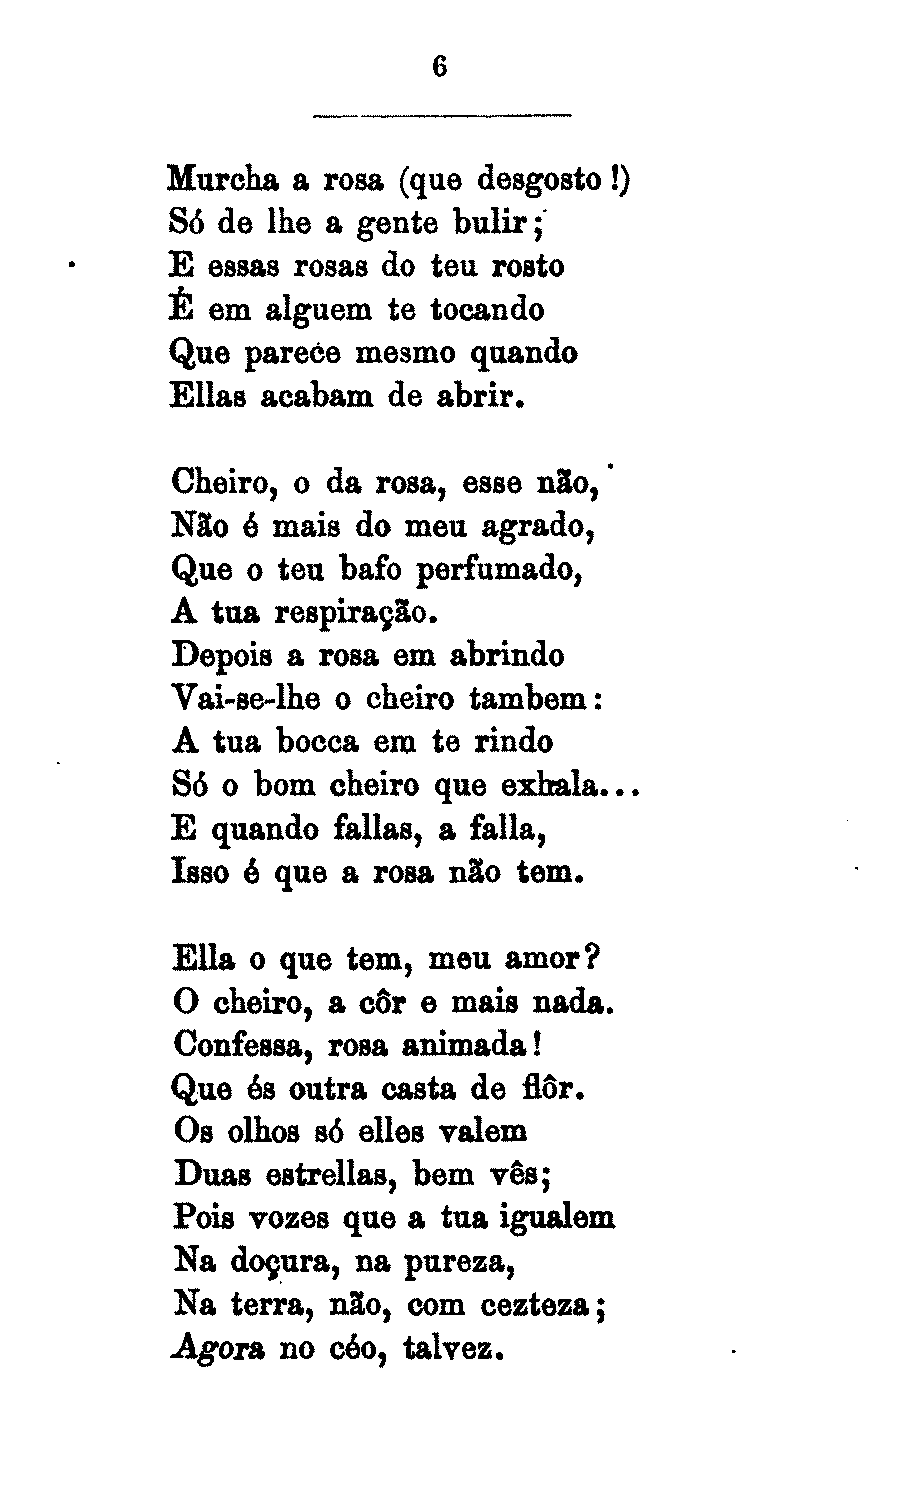 6
Murcha a rosa (que desgosto!)
Só de lhe a gente bulir;
E essas rosas do teu rosto
É em alguem te tocando
Que parece mesmo quando
Ellas acabam de abrir.
Cheiro, o da rosa, esse não,
Não é mais do meu agrado,
Que o teu bafo perfumado,
A tua respiração.
Depois a rosa em abrindo
Vai-se-lhe o cheiro tambem:
A tua bocca em te rindo
Só o bom cheiro que exhala...
E quando fallas, a falla,
Isso é que a rosa não tem.
Ella o que tem, meu amor?
O cheiro, a côr e mais nada.
Confessa, rosa animada!
Que és outra casta de flôr.
Os olhos só elles valem
Duas estrellas, bem vês;
Pois vozes que a tua igualem
Na doçura, na pureza,
Na terra, não, com cezteza;
Agora no céo, talvez.